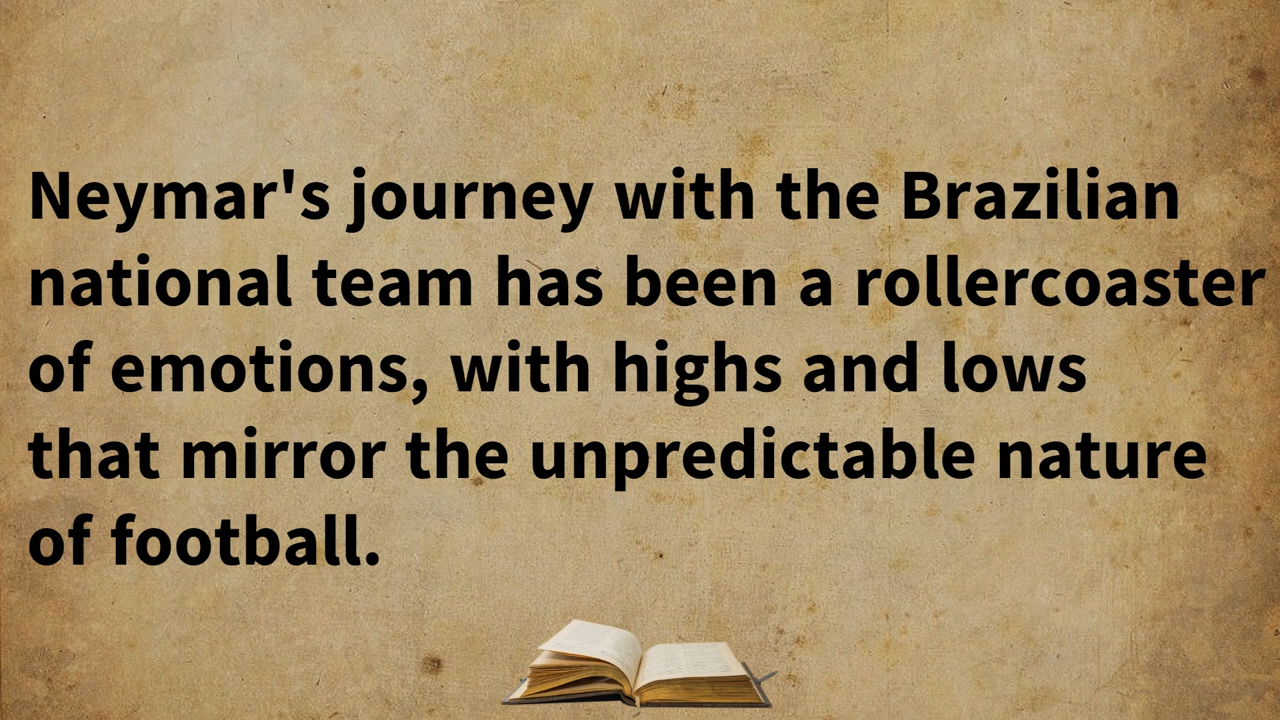 Neymar's journey with the Brazilian
national team has been a rollercoaster
of emotions, with highs and lows
that mirror the unpredictable nature
of football.